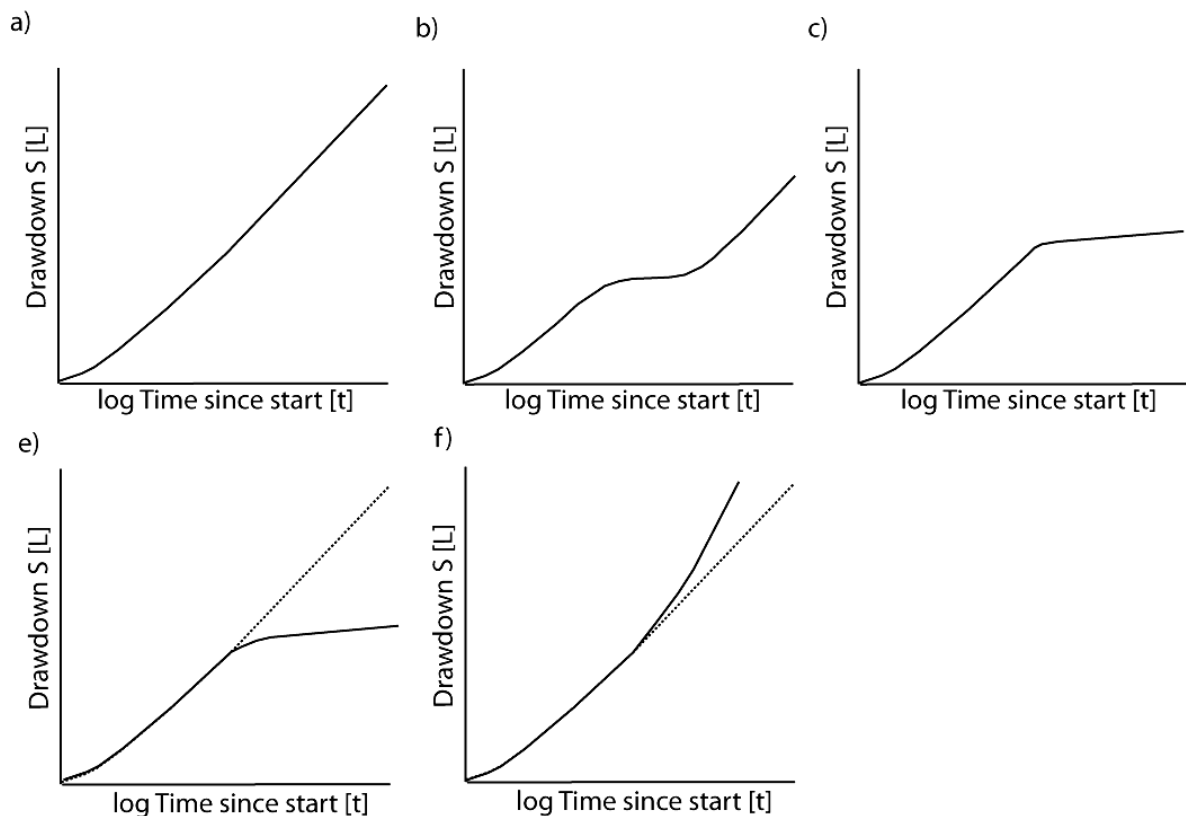 a)
Drawdown S [L]
log Time since start [t]
b)
Drawdown S [L]
log Time since start [t]
c)
Drawdown S [L]
log Time since start [t]
e)
Drawdown S [L]
log Time since start [t]
f)
Drawdown S [L]
log Time since start [t]